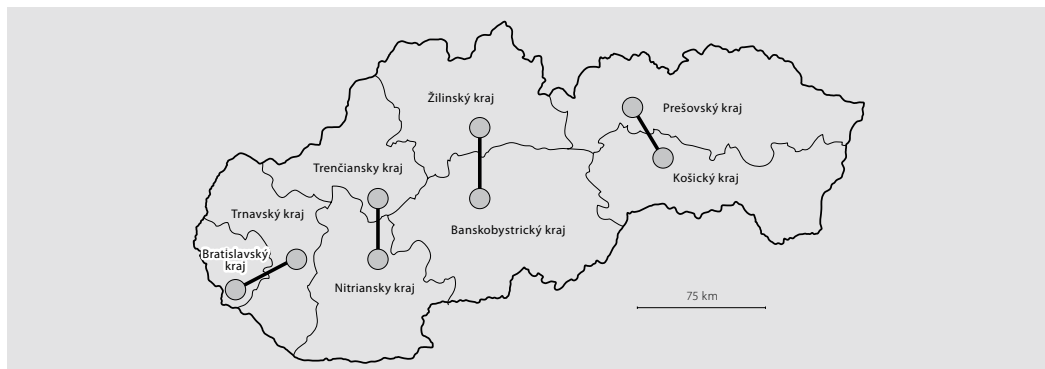 Žilinský kraj
Prešovský kraj
Trenčiansky kraj
Košický kraj
Trnavský kraj
Banskobystrický kraj
Bratislavský
kraj
Nitriansky kraj
75 km